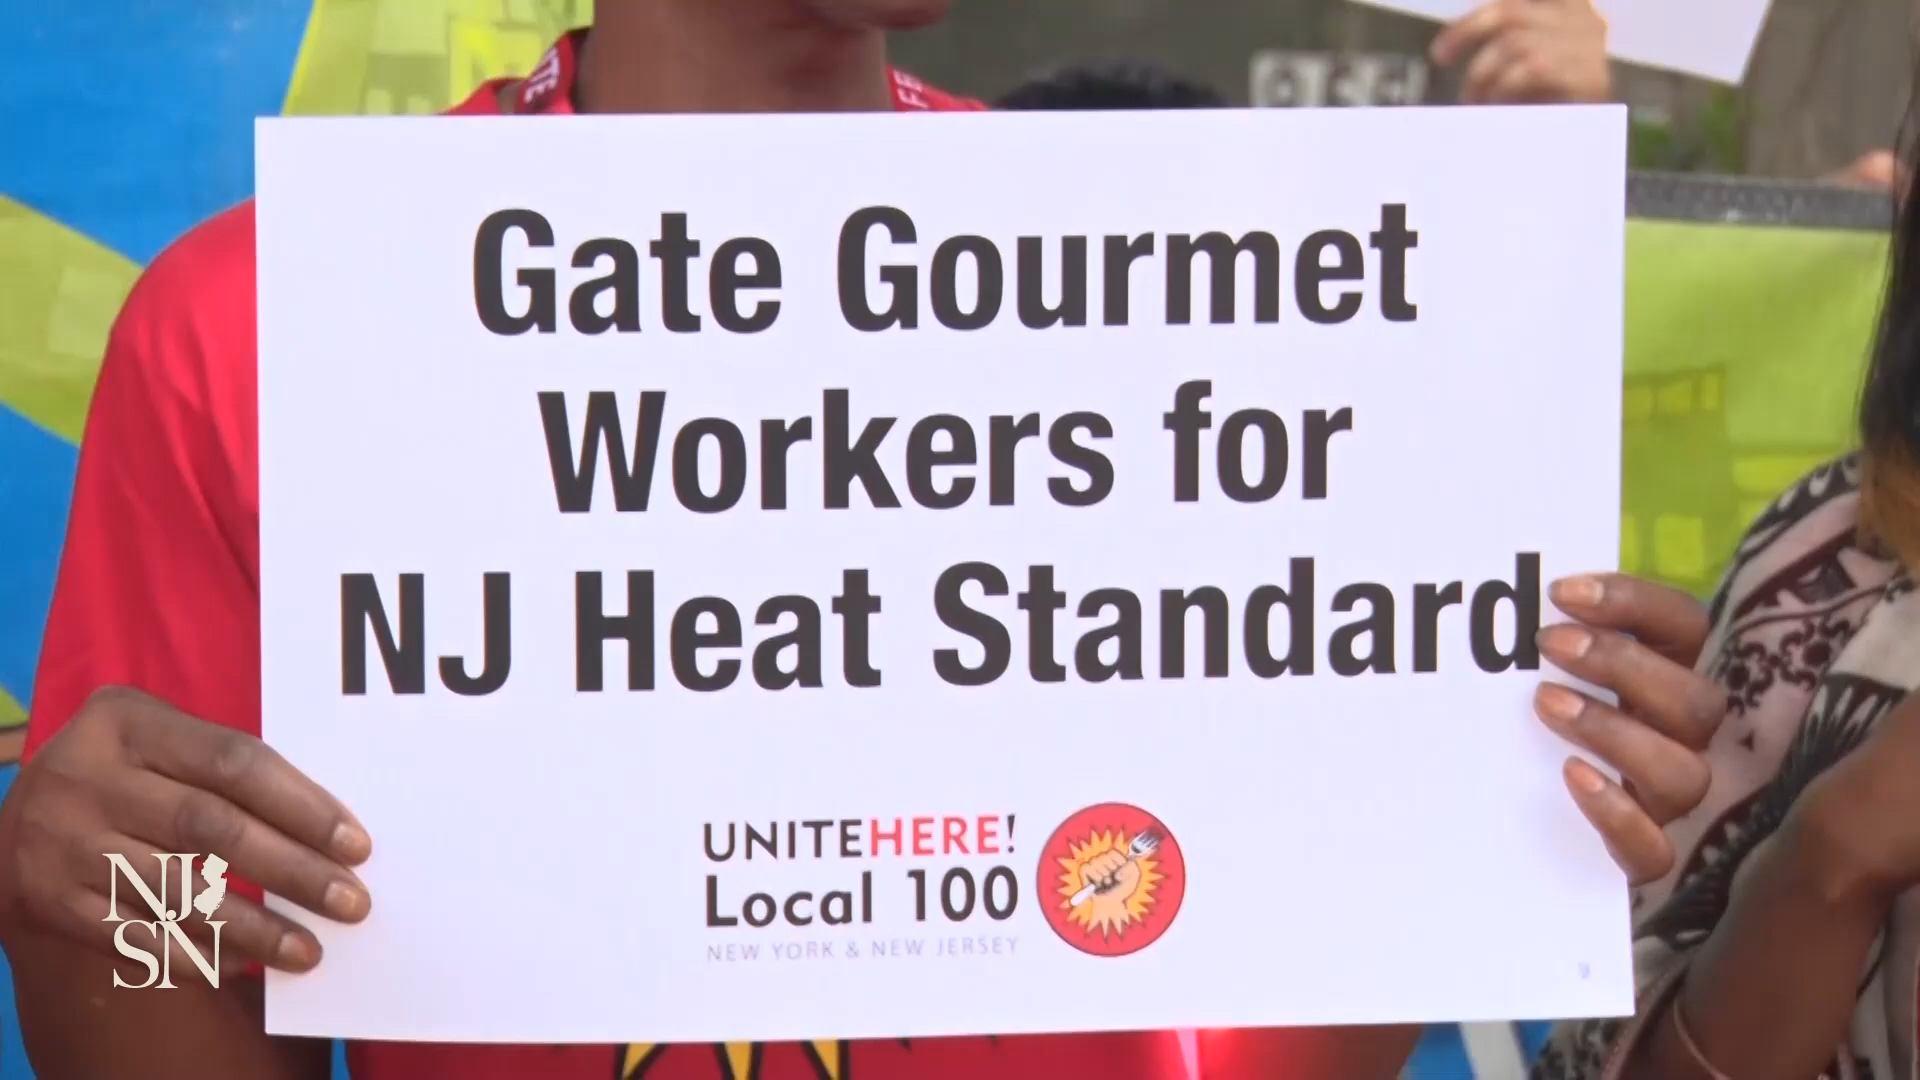 Gate Gourmet
Workers for
NJ Heat Standard
UNITEHERE!
Local 100
NEW YORK & NEW JERSEY
NJ
SN